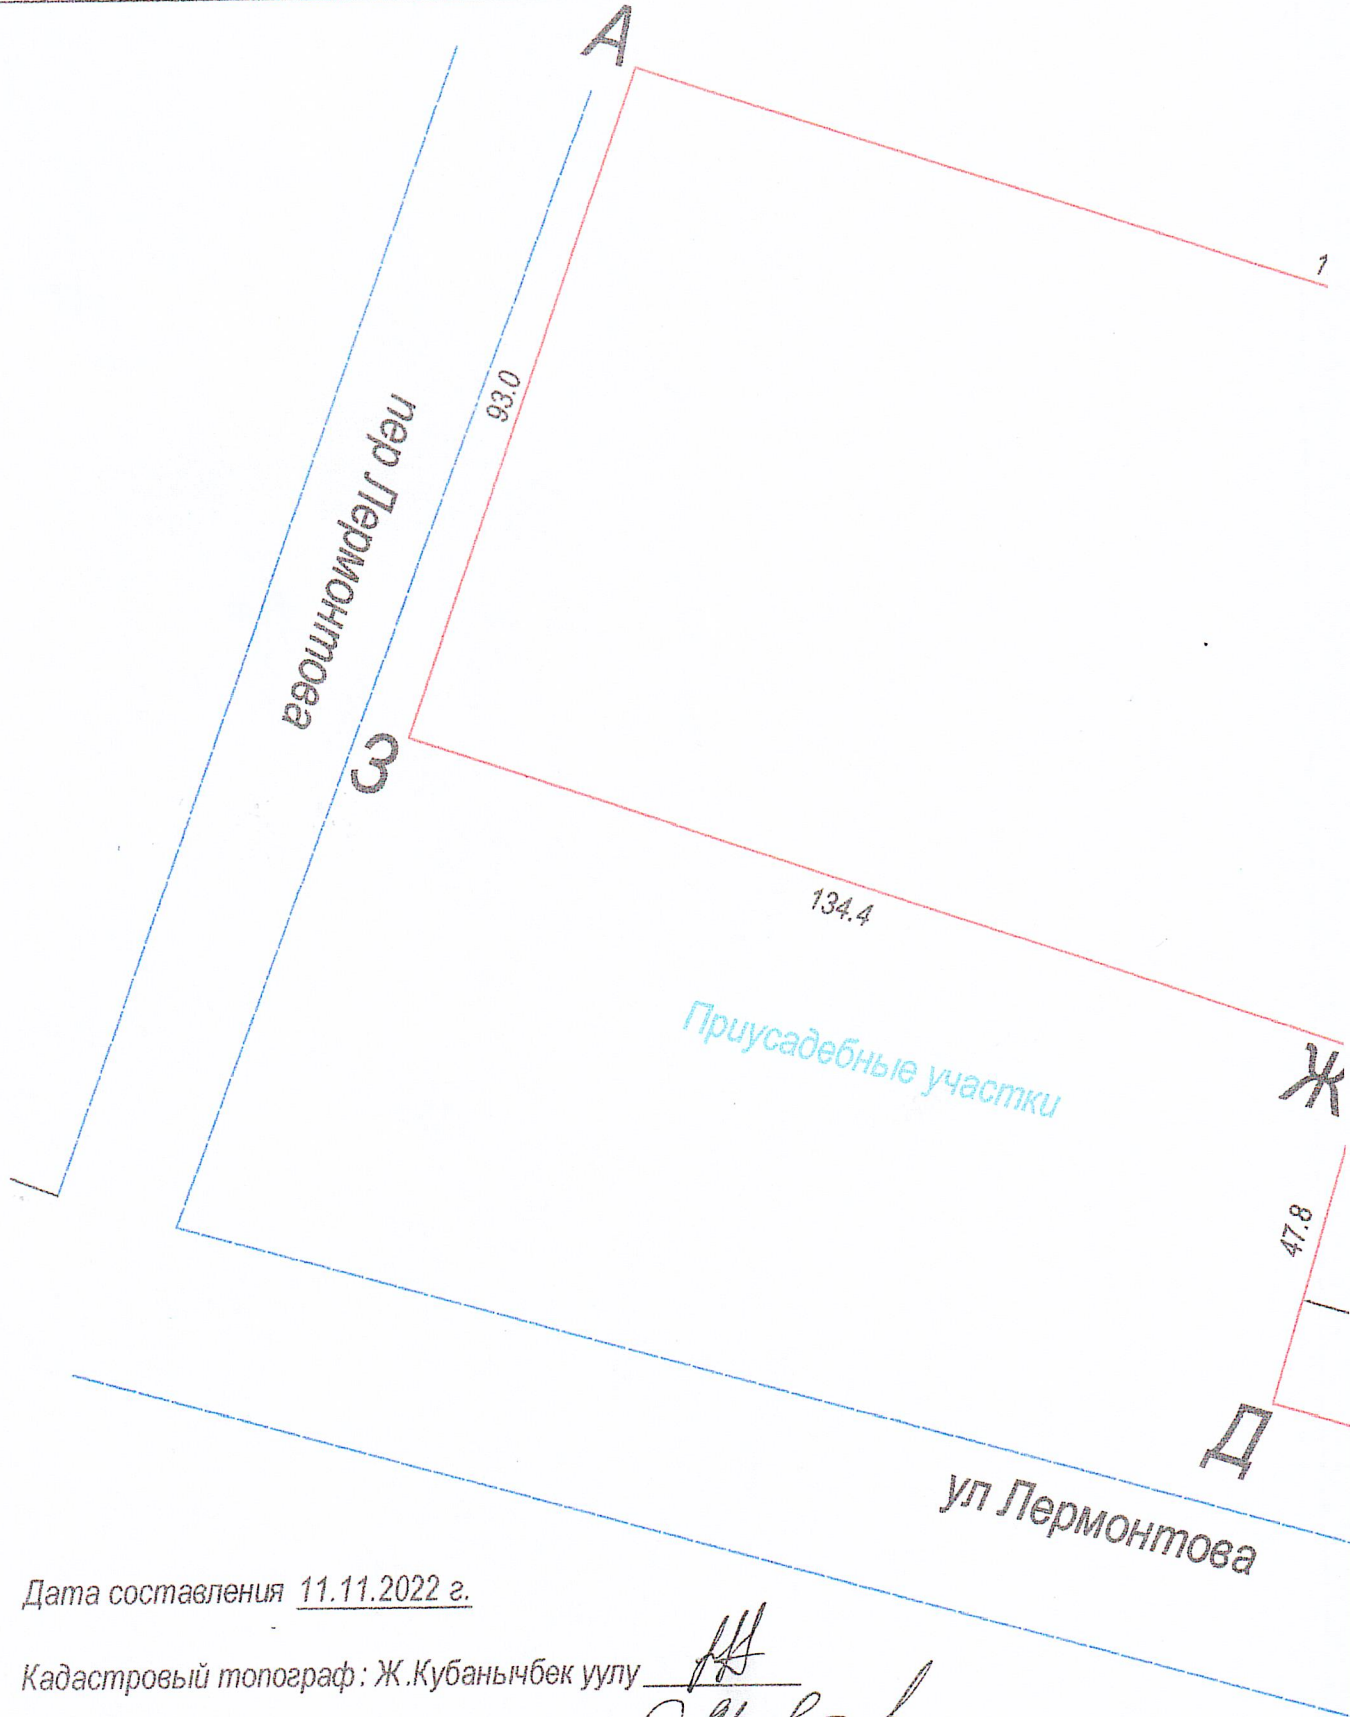 А
1
93.0
пер Лермонтова
З
134.4
Приусадебные участки
Ж
47.8
Д
ул Лермонтова
Дата составления 11.11.2022 г.
Кадастровый топограф: Ж.Кубанычбек уулу